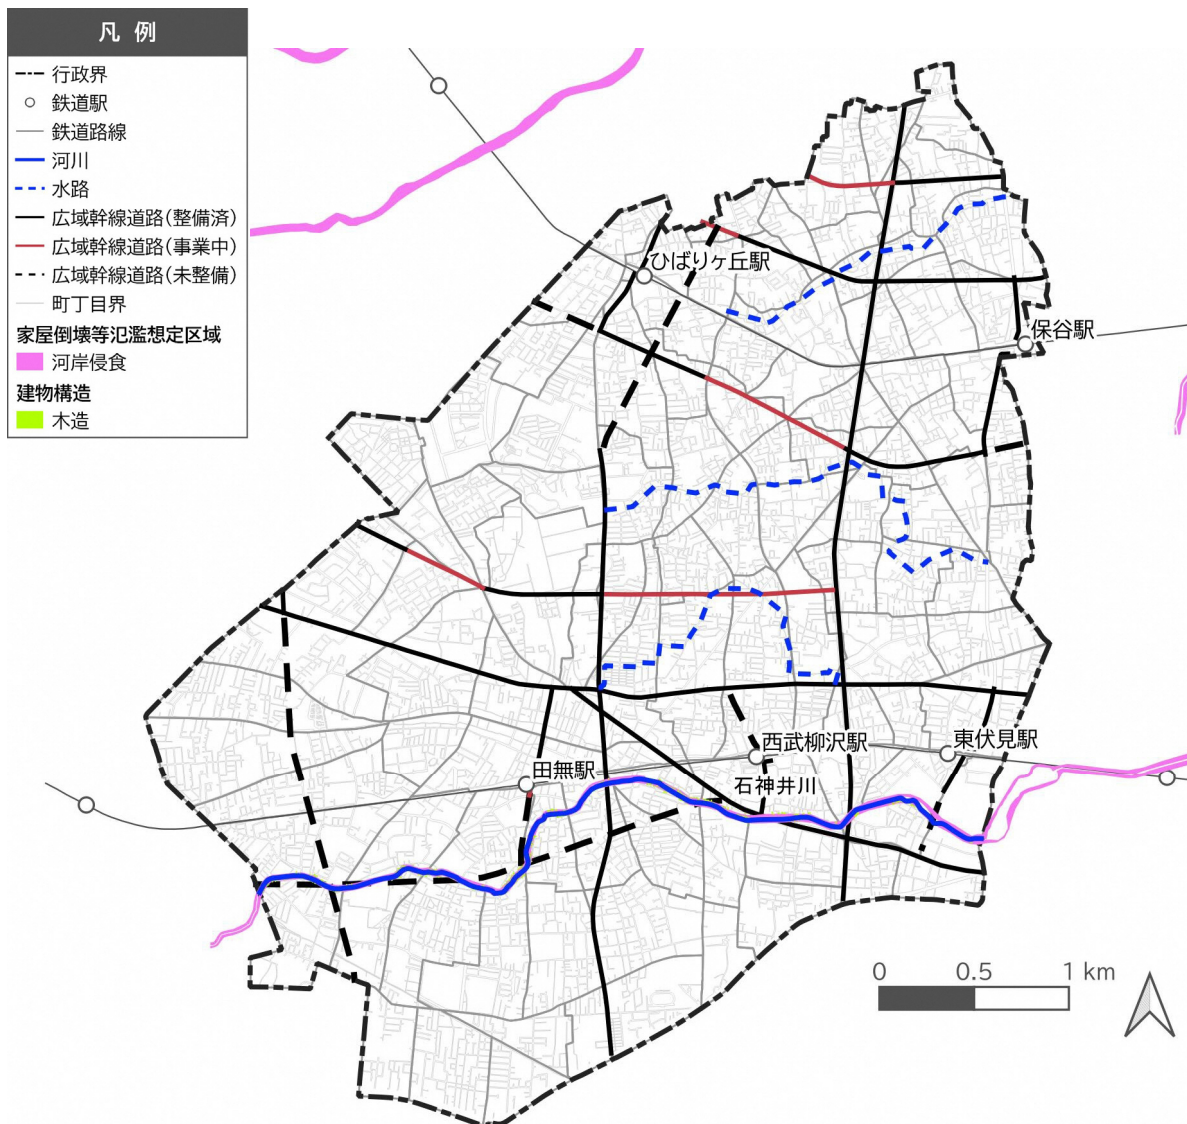 凡 例
行政界
鉄道駅
鉄道路線
河川
水路
広域幹線道路(整備済)
広域幹線道路(事業中)
広域幹線道路(未整備)
町丁目界
家屋倒壊等氾濫想定区域
河岸侵食
建物構造
木造
ひばりヶ丘駅
保谷駅
西武柳沢駅
東伏見駅
田無駅
石神井川
0 0.5 1 km